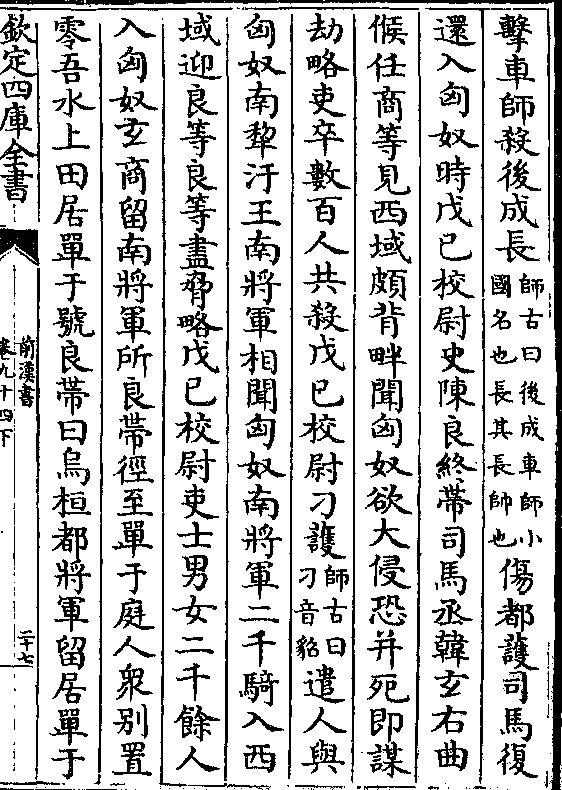 擊車師殺後成長師古曰後成車師小國名也長其長帥也傷都護司馬復
還入匈奴時戊巳校尉史陳良終帶司馬丞韓玄右曲
候任商等見西域頗背畔聞匈奴欲大侵恐并死即謀
劫略吏卒數百人共殺戊巳校尉刁護師古曰刁音貂遣人與
匈奴南犂汙王南將軍相聞匈奴南將軍二千騎入西
域迎良等良等盡脅略戊巳校尉吏士男女二千餘人
入匈奴玄商留南將軍所良帶徑至單于庭人衆別置
零吾水上田居單于號良帶曰烏桓都將軍留居單于
欽定四庫全書
前漢書
卷九十四下
二十七